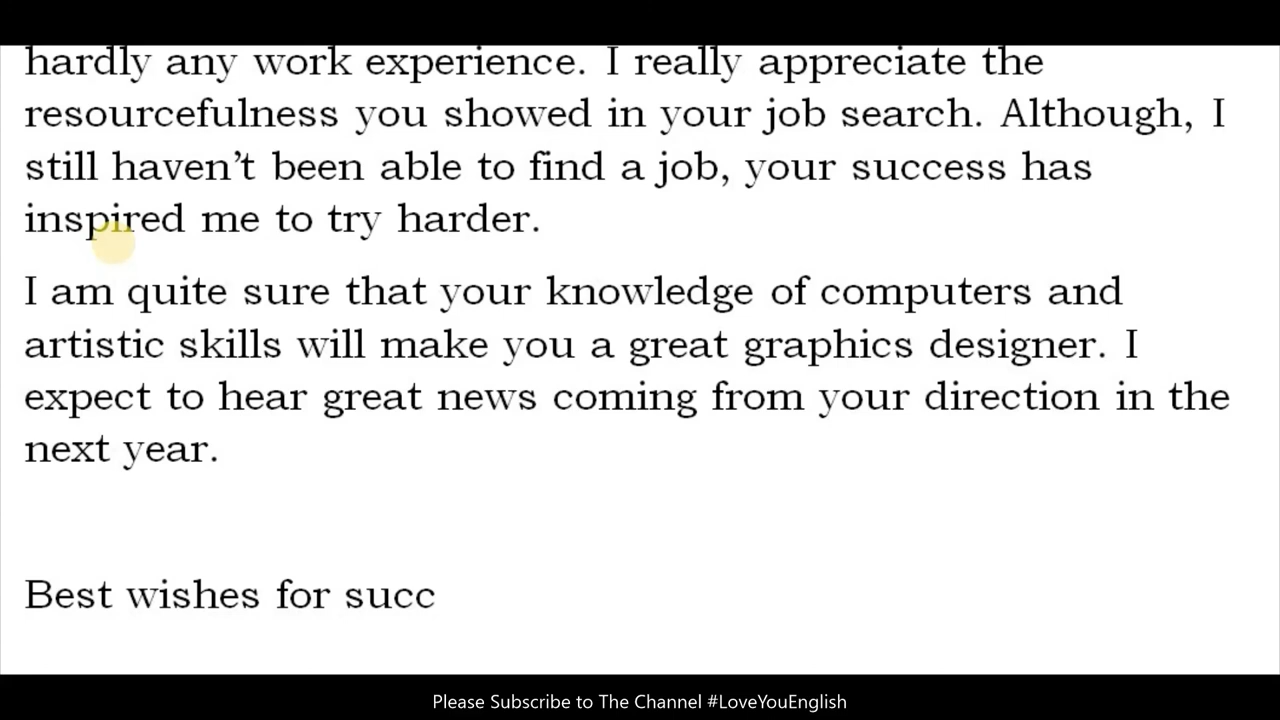 hardly any work experience. I really appreciate the
resourcefulness you showed in your job search. Although, I
still haven’t been able to find a job, your success has
inspired me to try harder.
I am quite sure that your knowledge of computers and
artistic skills will make you a great graphics designer. I
expect to hear great news coming from your direction in the
next year.
Best wishes for succ
Please Subscribe to The Channel #LoveYouEnglish